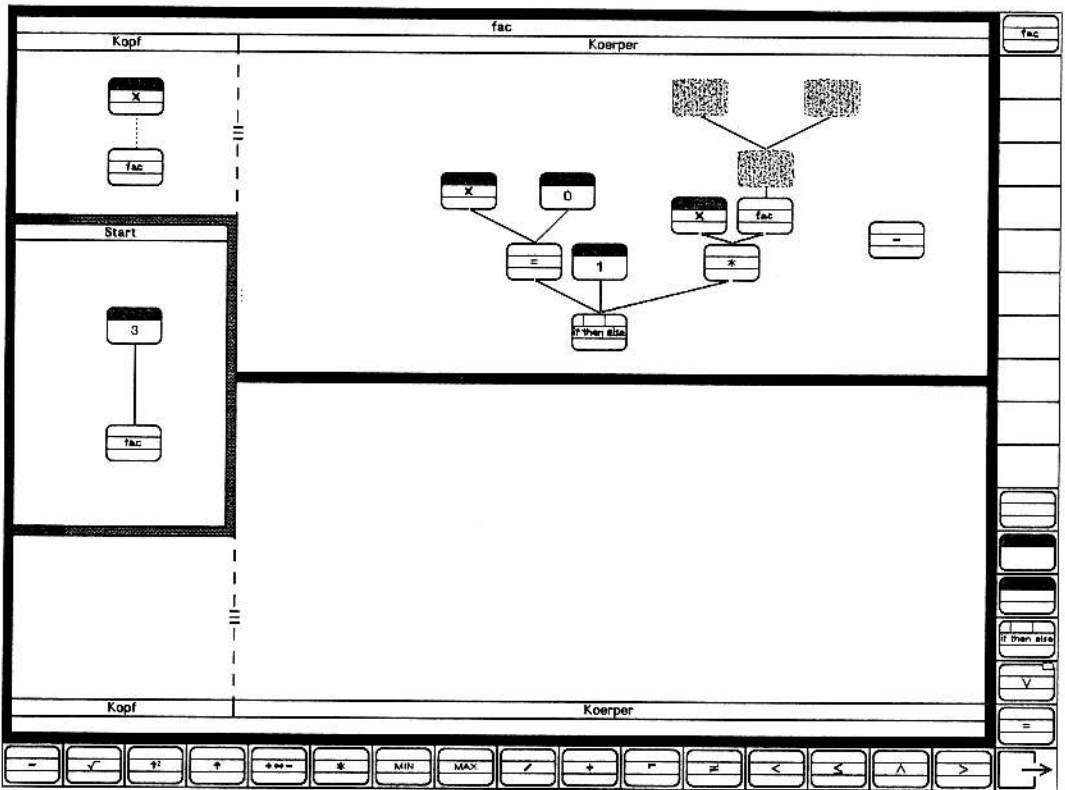 fac
fac
Kopf
Koerper
x
fac
x
0
x
fac
=
1
*
-
if then else
Start
3
fac
if then else
∨
Kopf
Koerper
=
-
√
↑²
↑
+⇔-
*
MIN
MAX
/
+
⌐
≠
<
≤
∧
>